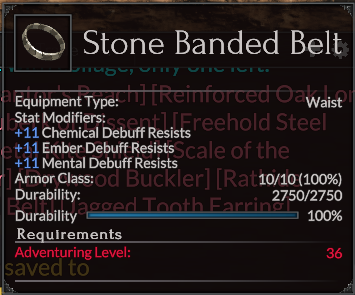 Stone Banded Belt
Equipment Type: Waist
Stat Modifiers:
+11 Chemical Debuff Resists
+11 Ember Debuff Resists
+11 Mental Debuff Resists
Armor Class: 10/10 (100%)
Durability: 2750/2750
Durability 100%
Requirements
Adventuring Level: 36
saved to